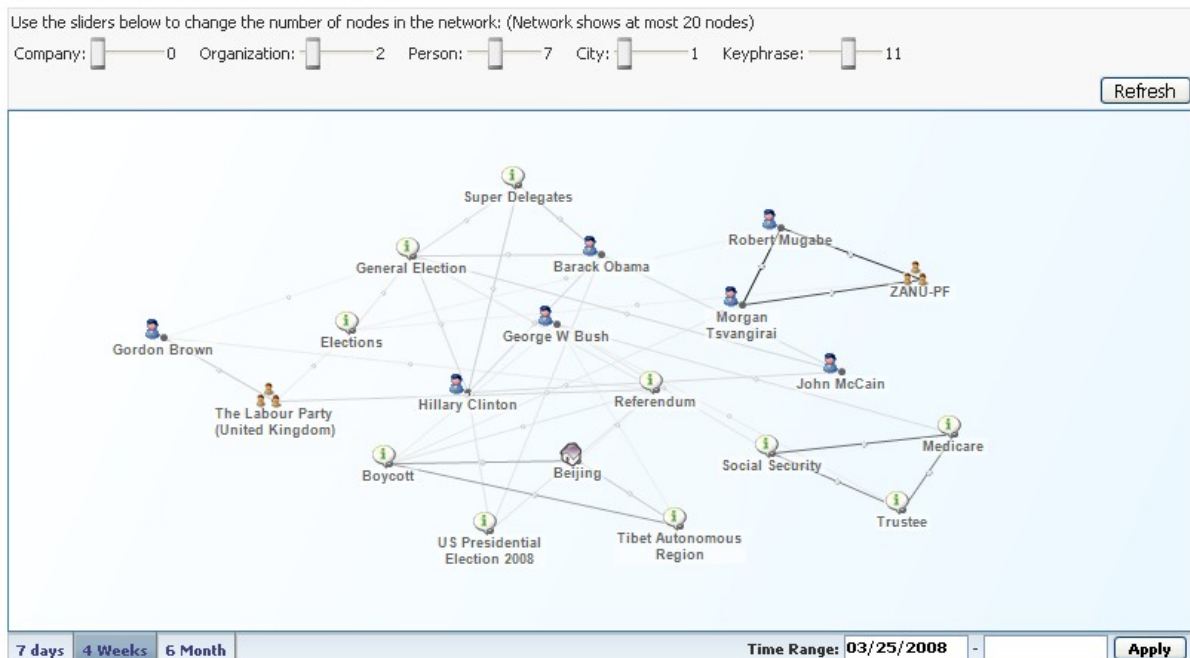 Use the sliders below to change the number of nodes in the network: (Network shows at most 20 nodes)
Company: 0 Organization: 2 Person: 7 City: 1 Keyphrase: 11
Refresh
Super Delegates
Robert Mugabe
General Election
Barack Obama
ZANU-PF
Morgan
Tsvangirai
George W Bush
Elections
Gordon Brown
John McCain
Hillary Clinton
Referendum
The Labour Party
(United Kingdom)
Medicare
Social Security
Boycott
Beijing
Trustee
US Presidential
Election 2008
Tibet Autonomous
Region
7 days 4 Weeks 6 Month Time Range: 03/25/2008 - Apply